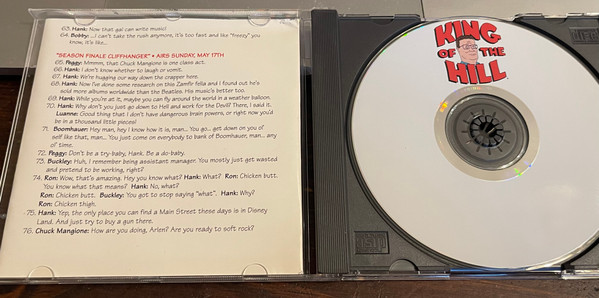 63. Hank: Now that gal can write music!
64. Bobby: ...I can't take the rush anymore, it's too fast and like "freezy" you
know, it's like...
"SEASON FINALE CLIFFHANGER" • AIRS SUNDAY, MAY 17TH
65. Peggy: Mmmm, that Chuck Mangione is one class act.
66. Hank: I don't know whether to laugh or vomit.
67. Hank: We're hugging our way down the crapper here.
68. Hank: Now I've done some research on this Zamfir fella and I found out he's
sold more albums worldwide than the Beatles. His music's better too.
69. Hank: While you're at it, maybe you can fly around the world in a weather balloon.
70. Hank: Why don't you just go down to Hell and work for the Devil? There, I said it.
Luanne: Good thing that I don't have dangerous brain powers, or right now you'd
be in a thousand little pieces!
71. Boomhauer: Hey man, hey I know how it is, man... You go... get down on you of
self like that, man... You just come on everybody to bank of Boomhauer, man... any
of time.
72. Peggy: Don't be a try-baby, Hank. Be a do-baby.
73. Buckley: Huh, I remember being assistant manager. You mostly just get wasted
and pretend to be working, right?
74. Ron: Wow, that's amazing. Hey you know what? Hank: What? Ron: Chicken butt.
You know what that means? Hank: No, what?
Ron: Chicken butt. Buckley: You got to stop saying "what". Hank: Why?
Ron: Chicken thigh.
75. Hank: Yep, the only place you can find a Main Street these days is in Disney
Land. And just try to buy a gun there.
76. Chuck Mangione: How are you doing, Arlen? Are you ready to soft rock?
KING
OF THE
HILL